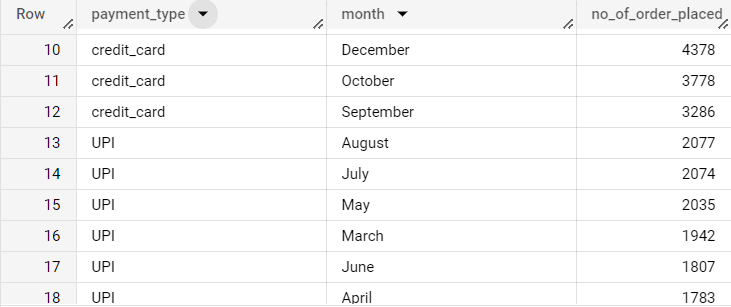 Row payment_type month no_of_order_placed
10 credit_card December 4378
11 credit_card October 3778
12 credit_card September 3286
13 UPI August 2077
14 UPI July 2074
15 UPI May 2035
16 UPI March 1942
17 UPI June 1807
18 UPI April 1783